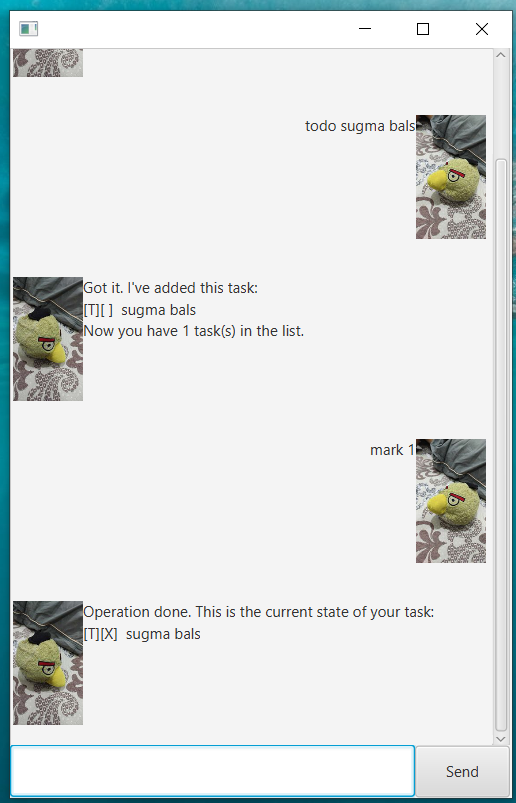 todo sugma bals
Got it. I've added this task:
[T][ ]  sugma bals
Now you have 1 task(s) in the list.
mark 1
Operation done. This is the current state of your task:
[T][X]  sugma bals
Send